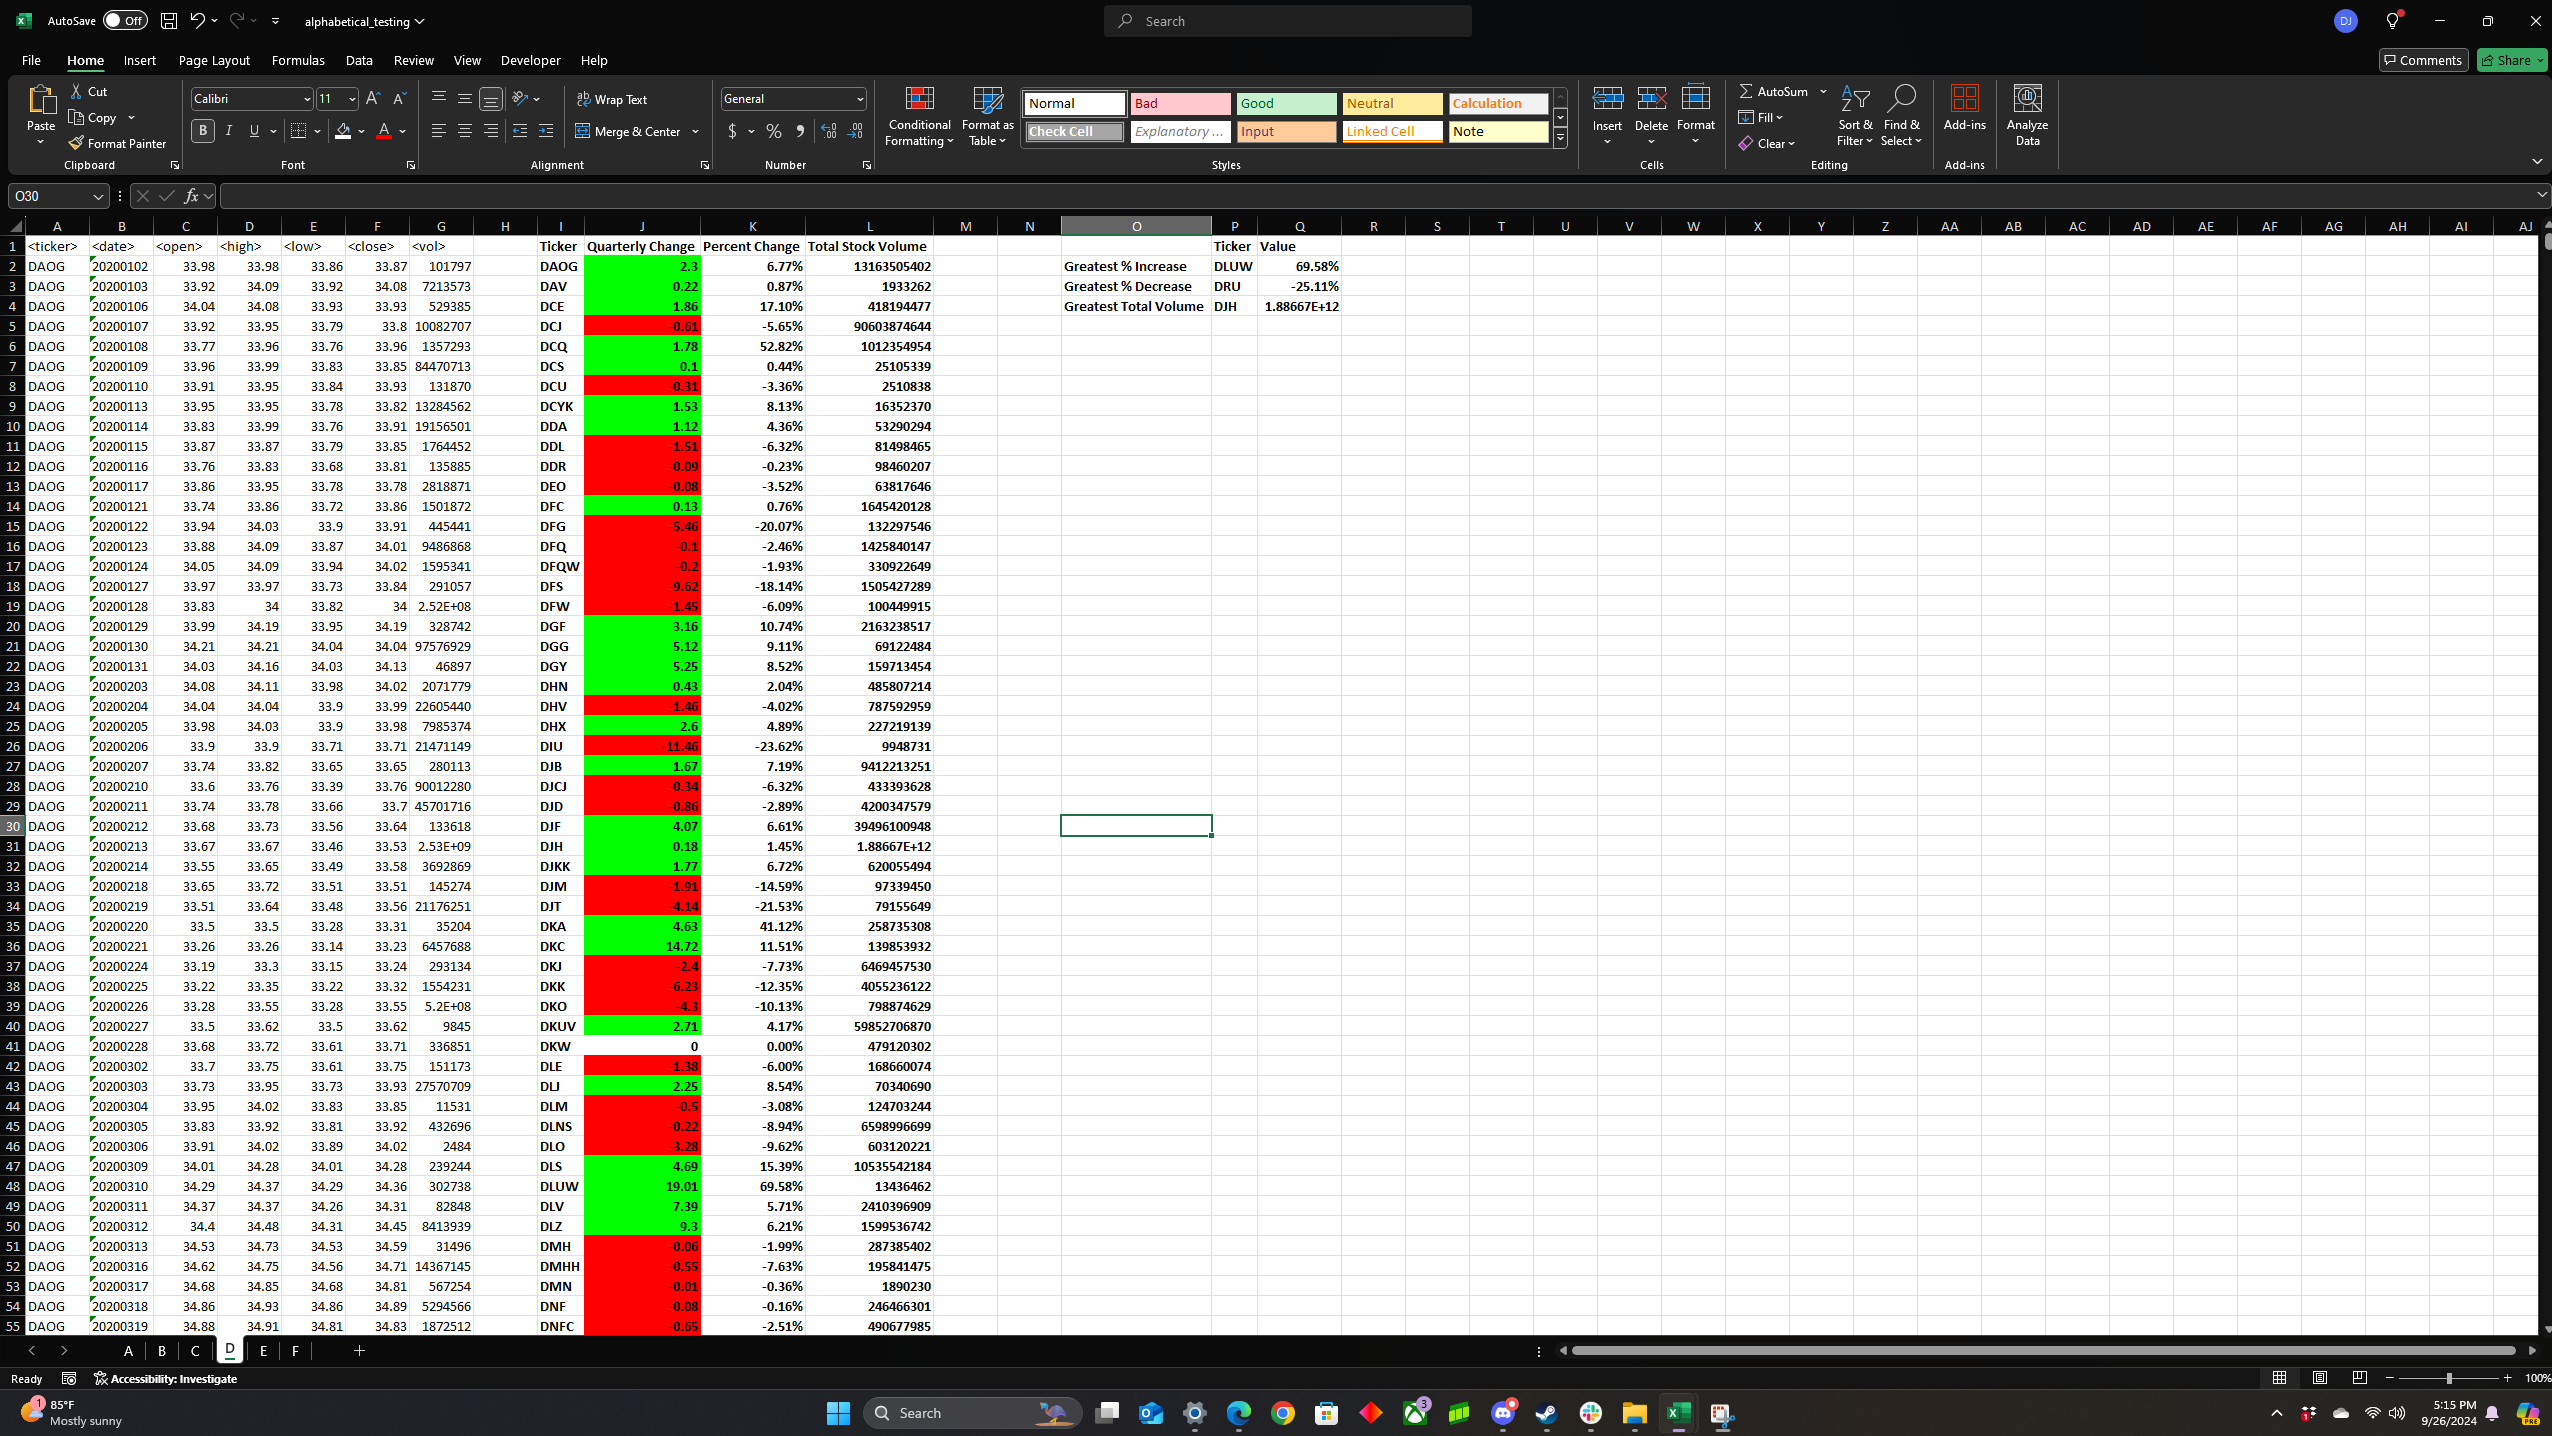 AutoSave Off alphabetical_testing Search DJ
File Home Insert Page Layout Formulas Data Review View Developer Help Comments Share
Cut Calibri 11 Wrap Text General Normal Bad Good Neutral Calculation AutoSum
Paste Copy B I U A Merge & Center $ % Conditional Formatting Format as Table Check Cell Explanatory ... Input Linked Cell Note Insert Delete Format Fill Sort & Filter Find & Select Add-ins Analyze Data
Format Painter Clear
Clipboard Font Alignment Number Styles Cells Editing Add-ins
O30 fx
A B C D E F G H I J K L M N O P Q R S T U V W X Y Z AA AB AC AD AE AF AG AH AI AJ
1 <ticker> <date> <open> <high> <low> <close> <vol> Ticker Quarterly Change Percent Change Total Stock Volume Ticker Value
2 DAOG 20200102 33.98 33.98 33.86 33.87 101797 DAOG 2.3 6.77% 13163505402 Greatest % Increase DLUW 69.58%
3 DAOG 20200103 33.92 34.09 33.92 34.08 7213573 DAV 0.22 0.87% 1933262 Greatest % Decrease DRU -25.11%
4 DAOG 20200106 34.04 34.08 33.93 33.93 529385 DCE 1.86 17.10% 418194477 Greatest Total Volume DJH 1.88667E+12
5 DAOG 20200107 33.92 33.95 33.79 33.8 10082707 DCJ -0.61 -5.65% 90603874644
6 DAOG 20200108 33.77 33.96 33.76 33.96 1357293 DCQ 1.78 52.82% 1012354954
7 DAOG 20200109 33.96 33.99 33.83 33.85 84470713 DCS 0.1 0.44% 25105339
8 DAOG 20200110 33.91 33.95 33.84 33.93 131870 DCU -0.31 -3.36% 2510838
9 DAOG 20200113 33.95 33.95 33.78 33.82 13284562 DCYK 1.53 8.13% 16352370
10 DAOG 20200114 33.83 33.99 33.76 33.91 19156501 DDA 1.12 4.36% 53290294
11 DAOG 20200115 33.87 33.87 33.79 33.85 1764452 DDL -1.51 -6.32% 81498465
12 DAOG 20200116 33.76 33.83 33.68 33.81 135885 DDR -0.09 -0.23% 98460207
13 DAOG 20200117 33.86 33.95 33.78 33.78 2818871 DEO -0.08 -3.52% 63817646
14 DAOG 20200121 33.74 33.86 33.72 33.86 1501872 DFC 0.13 0.76% 1645420128
15 DAOG 20200122 33.94 34.03 33.9 33.91 445441 DFG -5.46 -20.07% 132297546
16 DAOG 20200123 33.88 34.09 33.87 34.01 9486868 DFQ -0.1 -2.46% 1425840147
17 DAOG 20200124 34.05 34.09 33.94 34.02 1595341 DFQW -0.2 -1.93% 330922649
18 DAOG 20200127 33.97 33.97 33.73 33.84 291057 DFS -9.62 -18.14% 1505427289
19 DAOG 20200128 33.83 34 33.82 34 2.52E+08 DFW -1.45 -6.09% 100449915
20 DAOG 20200129 33.99 34.19 33.95 34.19 328742 DGF 3.16 10.74% 2163238517
21 DAOG 20200130 34.21 34.21 34.04 34.04 97576929 DGG 5.12 9.11% 69122484
22 DAOG 20200131 34.03 34.16 34.03 34.13 46897 DGY 5.25 8.52% 159713454
23 DAOG 20200203 34.08 34.11 33.98 34.02 2071779 DHN 0.43 2.04% 485807214
24 DAOG 20200204 34.04 34.04 33.9 33.99 22605440 DHV -1.46 -4.02% 787592959
25 DAOG 20200205 33.98 34.03 33.9 33.98 7985374 DHX 2.6 4.89% 227219139
26 DAOG 20200206 33.9 33.9 33.71 33.71 21471149 DIU -11.46 -23.62% 9948731
27 DAOG 20200207 33.74 33.82 33.65 33.65 280113 DJB 1.67 7.19% 9412213251
28 DAOG 20200210 33.6 33.76 33.39 33.76 90012280 DJCJ -0.34 -6.32% 433393628
29 DAOG 20200211 33.74 33.78 33.66 33.7 45701716 DJD -0.86 -2.89% 4200347579
30 DAOG 20200212 33.68 33.73 33.56 33.64 133618 DJF 4.07 6.61% 39496100948
31 DAOG 20200213 33.67 33.67 33.46 33.53 2.53E+09 DJH 0.18 1.45% 1.88667E+12
32 DAOG 20200214 33.55 33.65 33.49 33.58 3692869 DJKK 1.77 6.72% 620055494
33 DAOG 20200218 33.65 33.72 33.51 33.51 145274 DJM -1.91 -14.59% 97339450
34 DAOG 20200219 33.51 33.64 33.48 33.56 21176251 DJT -4.14 -21.53% 79155649
35 DAOG 20200220 33.5 33.5 33.28 33.31 35204 DKA 4.63 41.12% 258735308
36 DAOG 20200221 33.26 33.26 33.14 33.23 6457688 DKC 14.72 11.51% 139853932
37 DAOG 20200224 33.19 33.3 33.15 33.24 293134 DKJ -2.4 -7.73% 6469457530
38 DAOG 20200225 33.22 33.35 33.22 33.32 1554231 DKK -6.23 -12.35% 4055236122
39 DAOG 20200226 33.28 33.55 33.28 33.55 5.2E+08 DKO -4.3 -10.13% 798874629
40 DAOG 20200227 33.5 33.62 33.5 33.62 9845 DKUV 2.71 4.17% 59852706870
41 DAOG 20200228 33.68 33.72 33.61 33.71 336851 DKW 0 0.00% 479120302
42 DAOG 20200302 33.7 33.75 33.61 33.75 151173 DLE -1.38 -6.00% 168660074
43 DAOG 20200303 33.73 33.95 33.73 33.93 27570709 DLJ 2.25 8.54% 70340690
44 DAOG 20200304 33.95 34.02 33.83 33.85 11531 DLM -0.5 -3.08% 124703244
45 DAOG 20200305 33.83 33.92 33.81 33.92 432696 DLNS -0.22 -8.94% 6598996699
46 DAOG 20200306 33.91 34.02 33.89 34.02 2484 DLO -3.28 -9.62% 603120221
47 DAOG 20200309 34.01 34.28 34.01 34.28 239244 DLS 4.69 15.39% 10535542184
48 DAOG 20200310 34.29 34.37 34.29 34.36 302738 DLUW 19.01 69.58% 13436462
49 DAOG 20200311 34.37 34.37 34.26 34.31 82848 DLV 7.39 5.71% 2410396909
50 DAOG 20200312 34.4 34.48 34.31 34.45 8413939 DLZ 9.3 6.21% 1599536742
51 DAOG 20200313 34.53 34.73 34.53 34.59 31496 DMH -0.06 -1.99% 287385402
52 DAOG 20200316 34.62 34.75 34.56 34.71 14367145 DMHH -0.55 -7.63% 195841475
53 DAOG 20200317 34.68 34.85 34.68 34.81 567254 DMN -0.01 -0.36% 1890230
54 DAOG 20200318 34.86 34.93 34.86 34.89 5294566 DNF -0.08 -0.16% 246466301
55 DAOG 20200319 34.88 34.91 34.81 34.83 1872512 DNFC -0.65 -2.51% 490677985
A B C D E F
Ready Accessibility: Investigate 100%
1 85°F Search 3 5:15 PM
Mostly sunny 9/26/2024 PRE